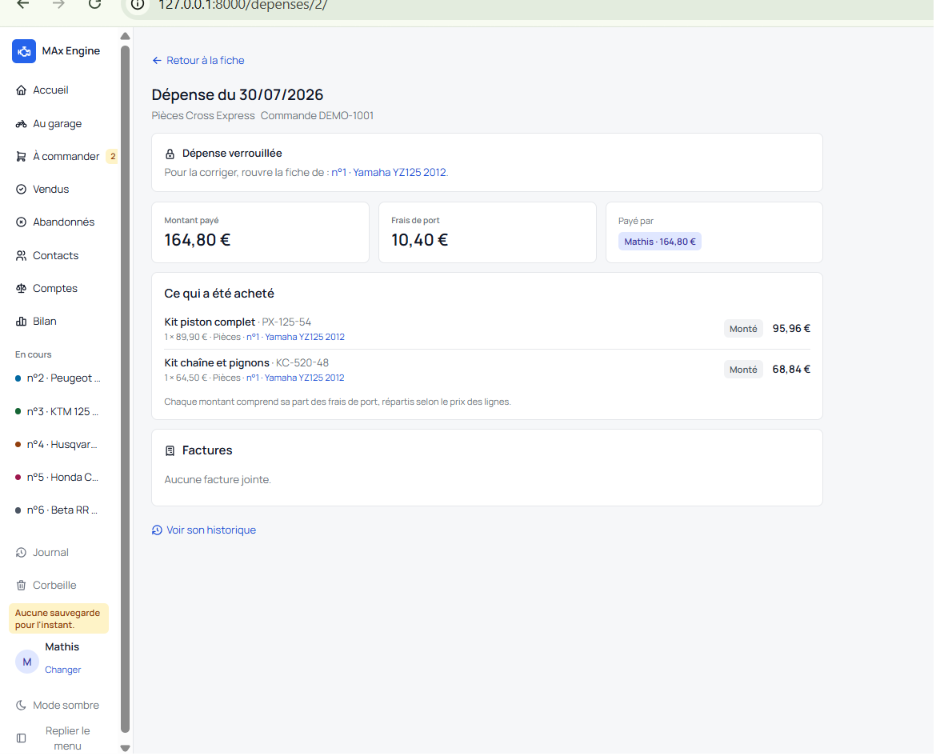 127.0.0.1:8000/depenses/2/
MAx Engine
Accueil
Au garage
À commander 2
Vendus
Abandonnés
Contacts
Comptes
Bilan
En cours
n°2 · Peugeot ...
n°3 · KTM 125 ...
n°4 · Husqvar...
n°5 · Honda C...
n°6 · Beta RR ...
Journal
Corbeille
Aucune sauvegarde
pour l'instant.
M
Mathis
Changer
Mode sombre
Replier le
menu
← Retour à la fiche
Dépense du 30/07/2026
Pièces Cross Express Commande DEMO-1001
Dépense verrouillée
Pour la corriger, rouvre la fiche de : n°1 · Yamaha YZ125 2012.
Montant payé
164,80 €
Frais de port
10,40 €
Payé par
Mathis · 164,80 €
Ce qui a été acheté
Kit piston complet · PX-125-54
1 × 89,90 € · Pièces · n°1 · Yamaha YZ125 2012
Monté 95,96 €
Kit chaîne et pignons · KC-520-48
1 × 64,50 € · Pièces · n°1 · Yamaha YZ125 2012
Monté 68,84 €
Chaque montant comprend sa part des frais de port, répartis selon le prix des lignes.
Factures
Aucune facture jointe.
Voir son historique